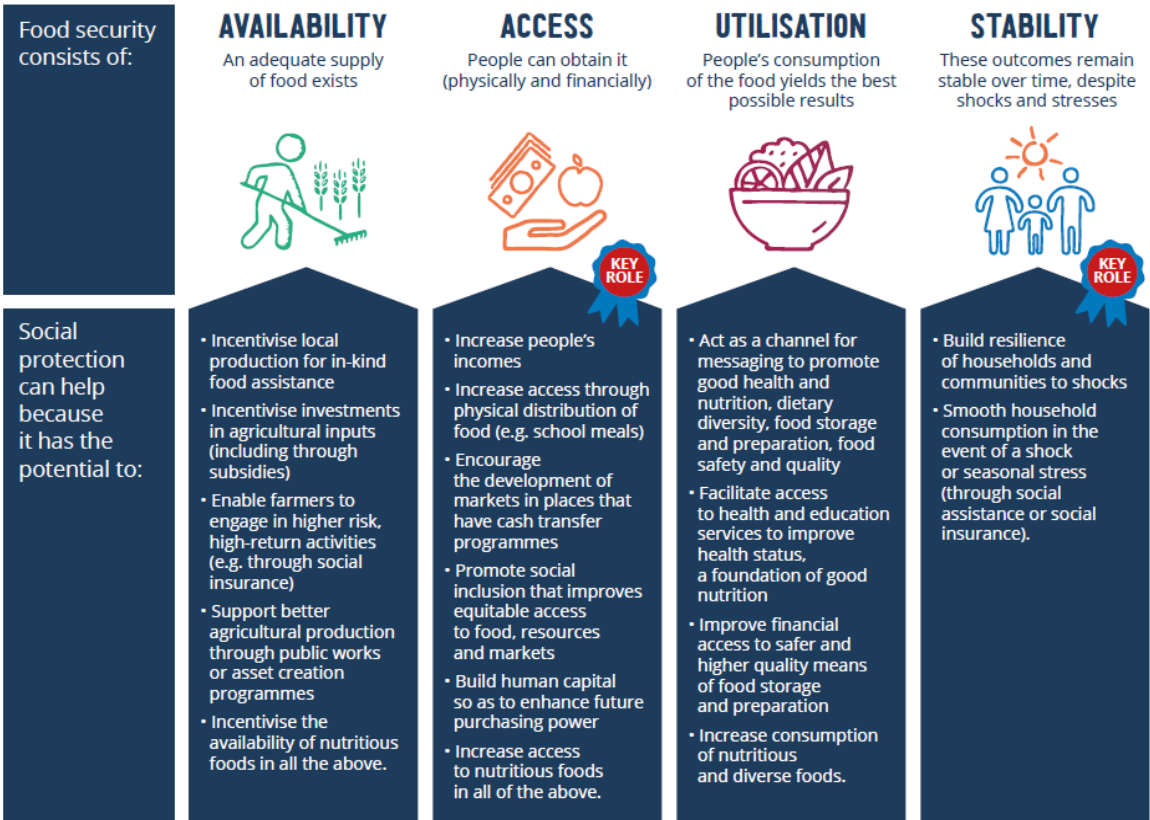 Food security
consists of:
AVAILABILITY
An adequate supply
of food exists
ACCESS
People can obtain it
(physically and financially)
UTILISATION
People's consumption
of the food yields the best
possible results
STABILITY
These outcomes remain
stable over time, despite
shocks and stresses
KEY
ROLE
KEY
ROLE
Social
protection
can help
because
it has the
potential to:
• Incentivise local
production for in-kind
food assistance
• Incentivise investments
in agricultural inputs
(including through
subsidies)
• Enable farmers to
engage in higher risk,
high-return activities
(e.g. through social
insurance)
• Support better
agricultural production
through public works
or asset creation
programmes
• Incentivise the
availability of nutritious
foods in all the above.
• Increase people's
incomes
• Increase access through
physical distribution of
food (e.g. school meals)
• Encourage
the development of
markets in places that
have cash transfer
programmes
• Promote social
inclusion that improves
equitable access
to food, resources
and markets
• Build human capital
so as to enhance future
purchasing power
• Increase access
to nutritious foods
in all of the above.
• Act as a channel for
messaging to promote
good health and
nutrition, dietary
diversity, food storage
and preparation, food
safety and quality
• Facilitate access
to health and education
services to improve
health status,
a foundation of good
nutrition
• Improve financial
access to safer and
higher quality means
of food storage
and preparation
• Increase consumption
of nutritious
and diverse foods.
• Build resilience
of households and
communities to shocks
• Smooth household
consumption in the
event of a shock
or seasonal stress
(through social
assistance or social
insurance).